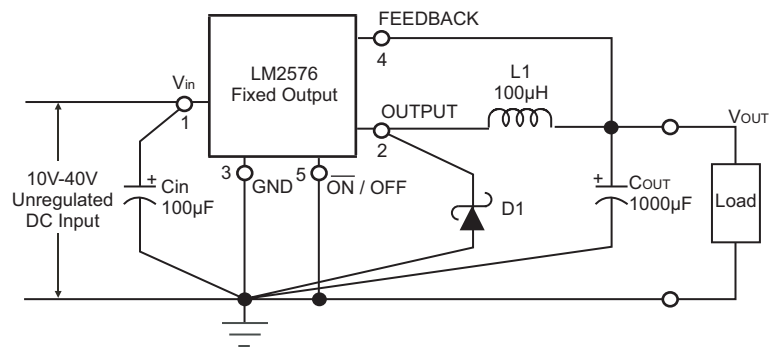 FEEDBACK
4
LM2576
Fixed Output
L1
100µH
Vin
1
OUTPUT
2
VOUT
10V-40V
Unregulated
DC Input
+
Cin
100µF
3
GND
5
ON / OFF
D1
+
COUT
1000µF
Load